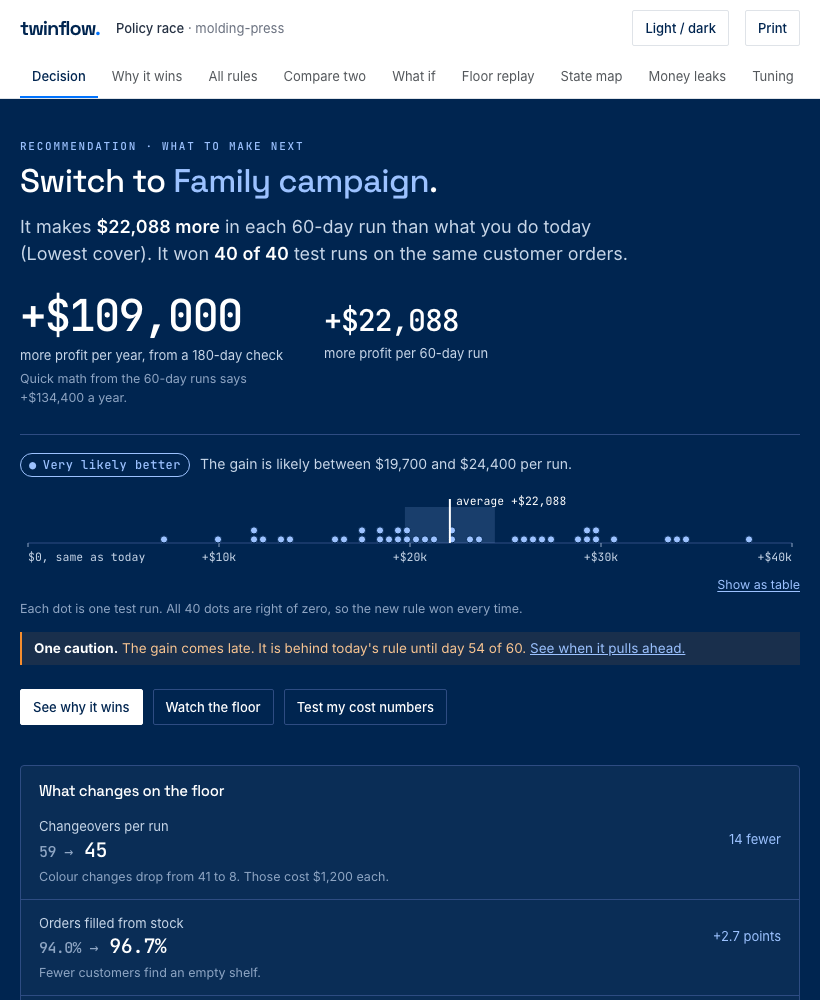 twinflow.
Policy race · molding-press
Light / dark
Print
Decision
Why it wins
All rules
Compare two
What if
Floor replay
State map
Money leaks
Tuning
RECOMMENDATION · WHAT TO MAKE NEXT
Switch to Family campaign.
It makes $22,088 more in each 60-day run than what you do today
(Lowest cover). It won 40 of 40 test runs on the same customer orders.
+$109,000
more profit per year, from a 180-day check
Quick math from the 60-day runs says
+$134,400 a year.
+$22,088
more profit per 60-day run
Very likely better
The gain is likely between $19,700 and $24,400 per run.
average +$22,088
$0, same as today
+$10k
+$20k
+$30k
+$40k
Show as table
Each dot is one test run. All 40 dots are right of zero, so the new rule won every time.
One caution. The gain comes late. It is behind today's rule until day 54 of 60. See when it pulls ahead.
See why it wins
Watch the floor
Test my cost numbers
What changes on the floor
Changeovers per run
59 → 45
14 fewer
Colour changes drop from 41 to 8. Those cost $1,200 each.
Orders filled from stock
94.0% → 96.7%
+2.7 points
Fewer customers find an empty shelf.